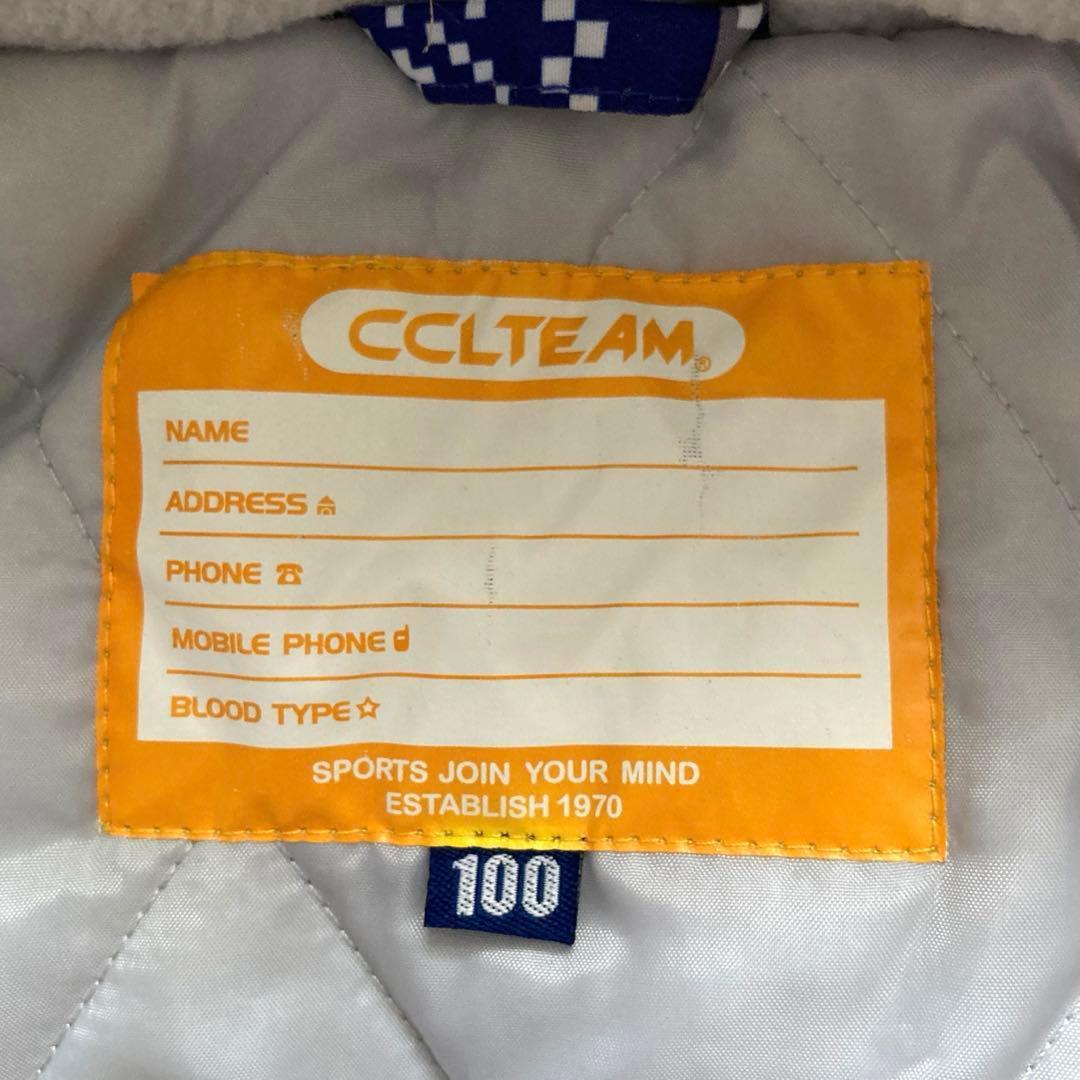 CCLTEAM®
NAME
ADDRESS
PHONE
MOBILE PHONE
BLOOD TYPE
SPORTS JOIN YOUR MIND
ESTABLISH 1970
100